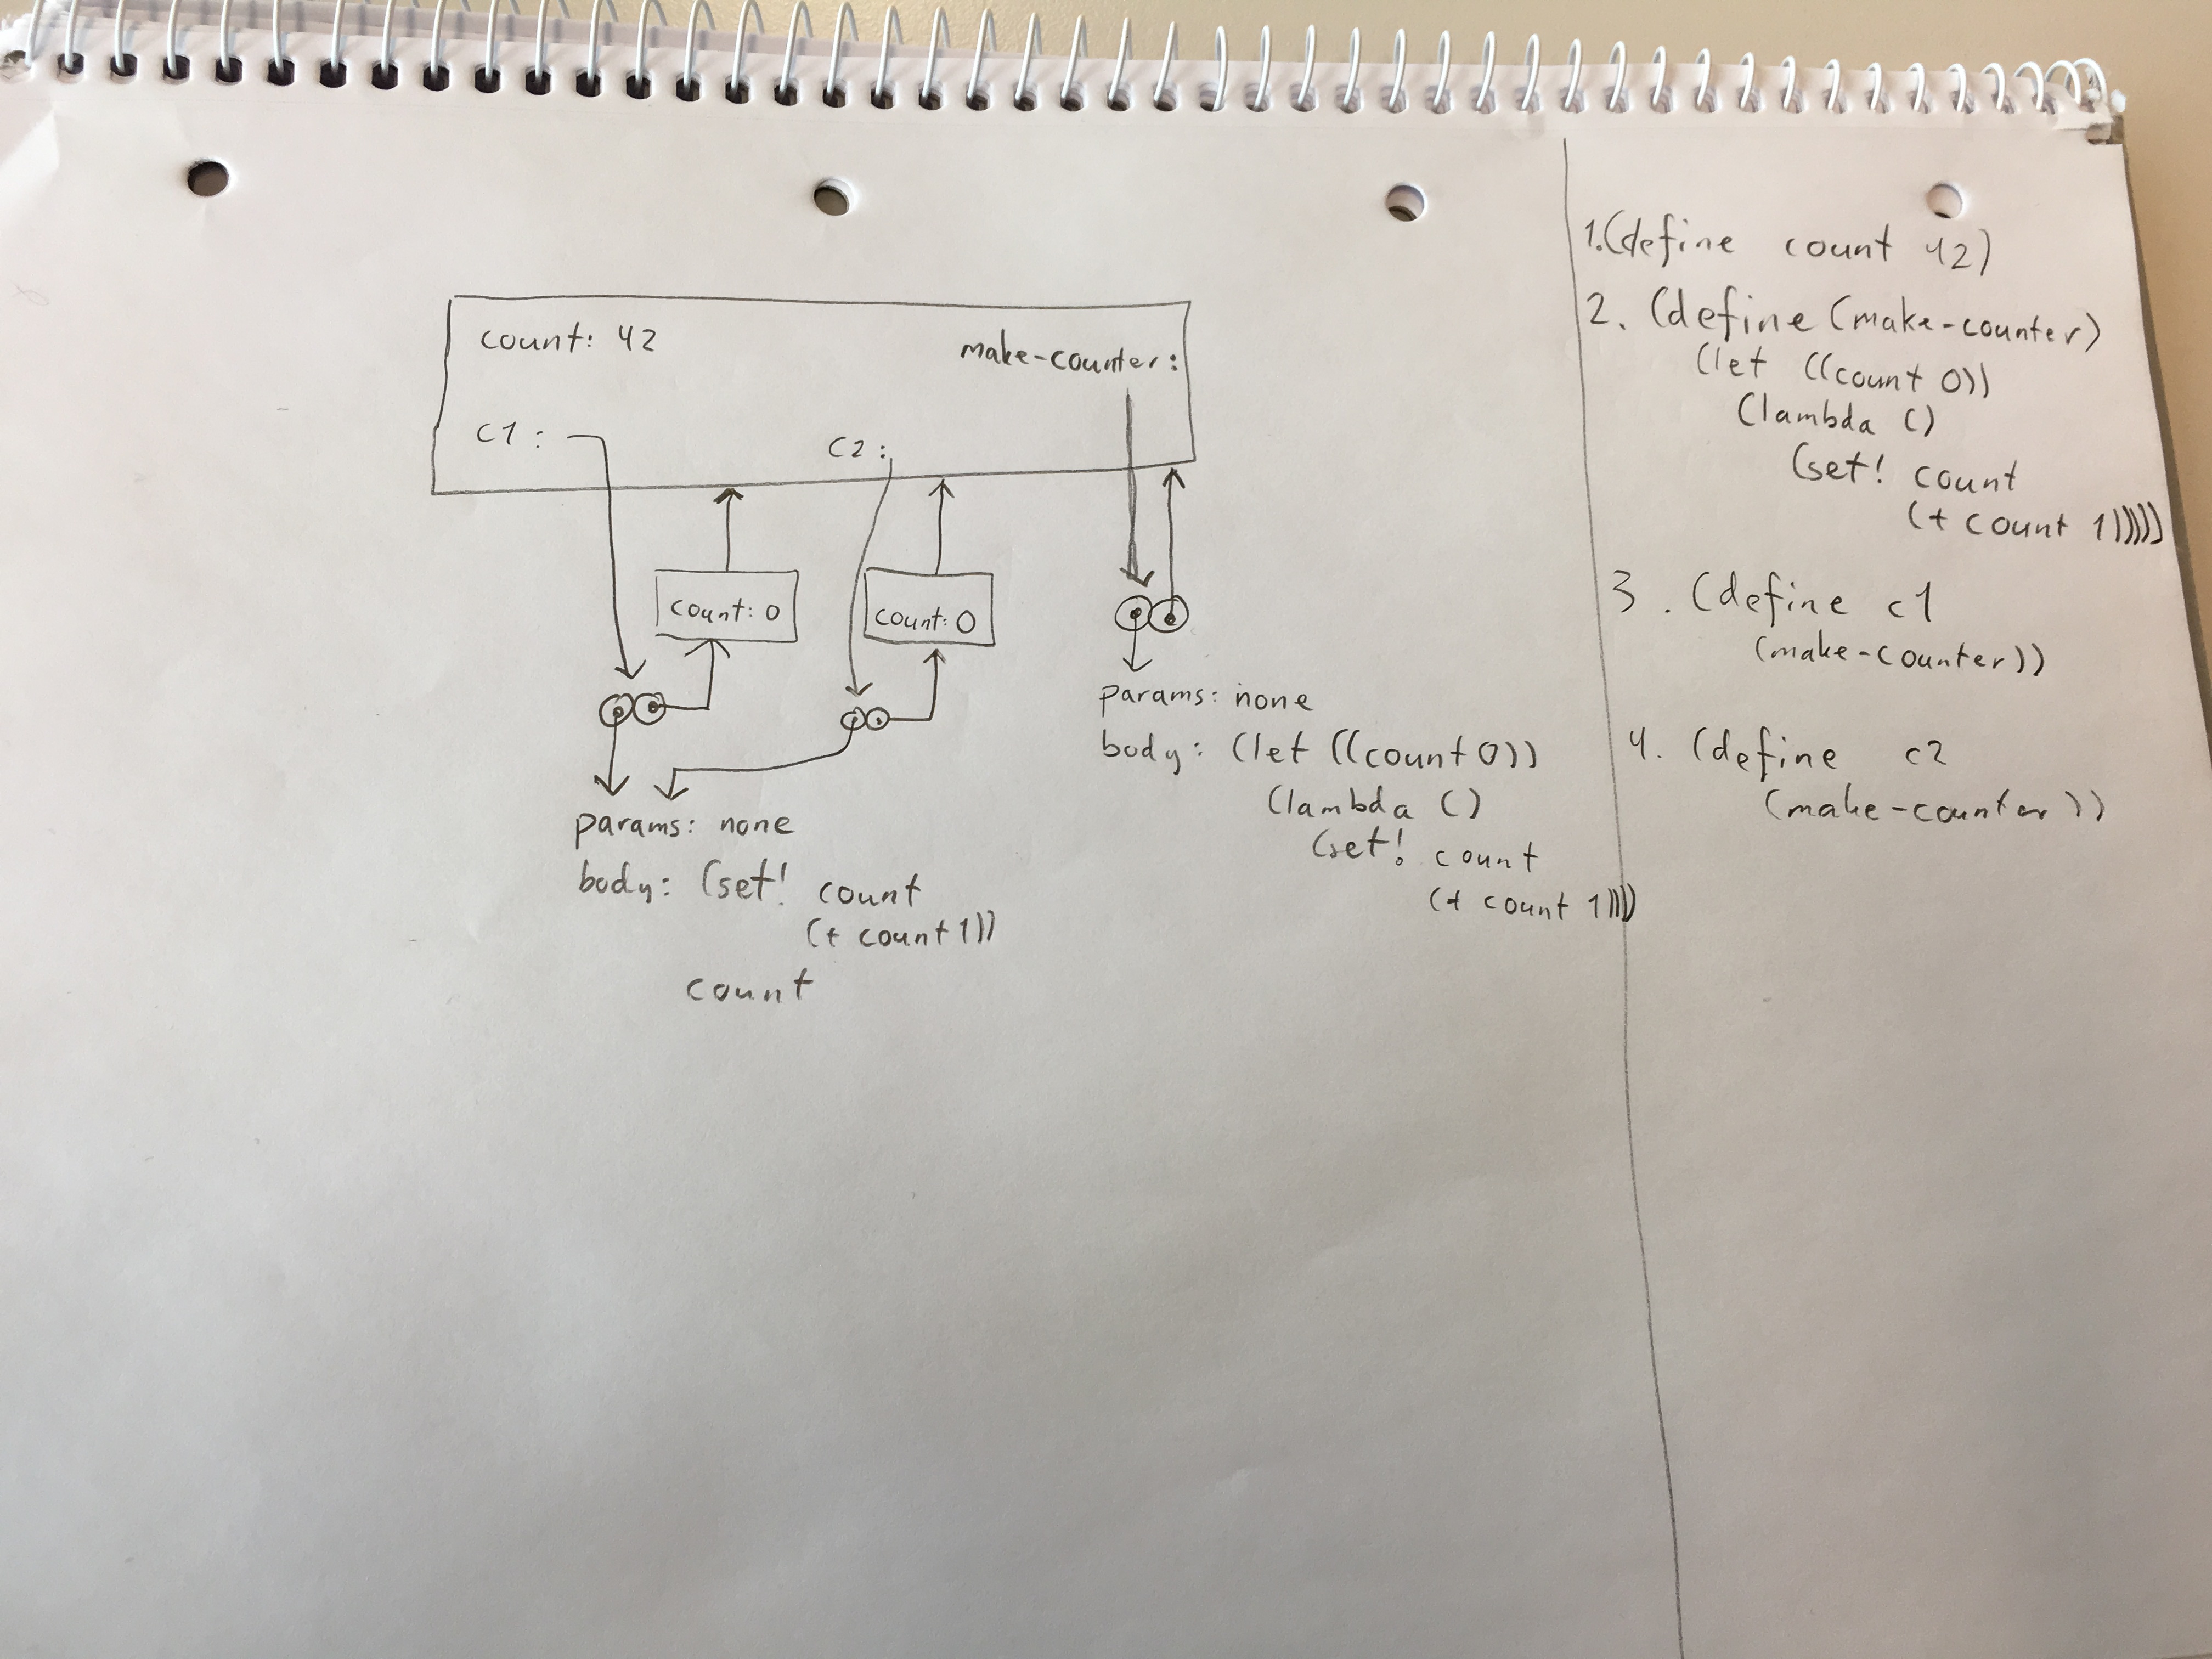 count: 42
make-counter:
c1:
c2:
count: 0
count: 0
params: none
body: (set! count
(+ count 1))
count
params: none
body: (let ((count 0))
(lambda ()
(set! count
(+ count 1))))
1.(define count 42)
2. (define (make-counter)
(let ((count 0))
(lambda ()
(set! count
(+ count 1)))))
3. (define c1
(make-counter))
4. (define c2
(make-counter))